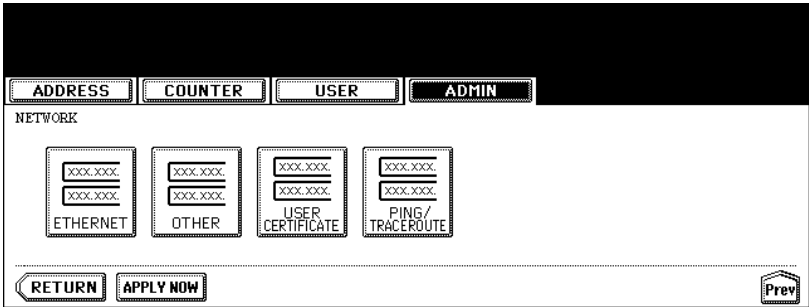 ADDRESS COUNTER USER ADMIN
NETWORK
XXX.XXX. XXX.XXX. XXX.XXX. XXX.XXX.
XXX.XXX. XXX.XXX. XXX.XXX. XXX.XXX.
ETHERNET OTHER USER CERTIFICATE PING/ TRACEROUTE
RETURN APPLY NOW Prev